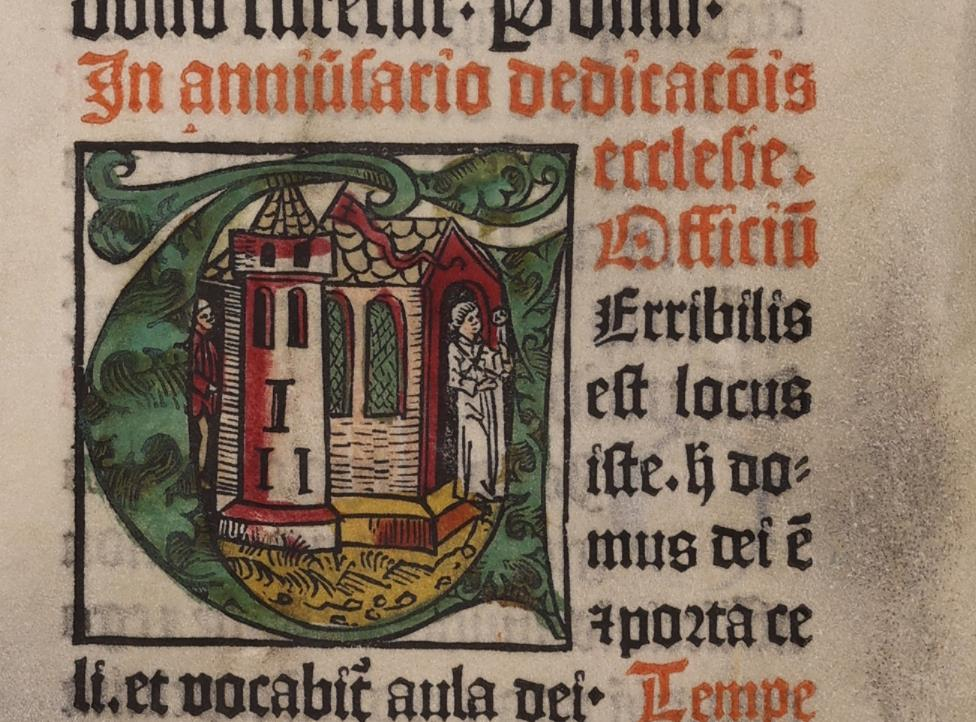 In anniūſario dedicacōis
eccleſie.
Officiū
Erribilis
eſt locus
iſte. ħ do⸗
mus dei ē
⁊porta ce
li. et vocabit᷑ aula dei· Tempe